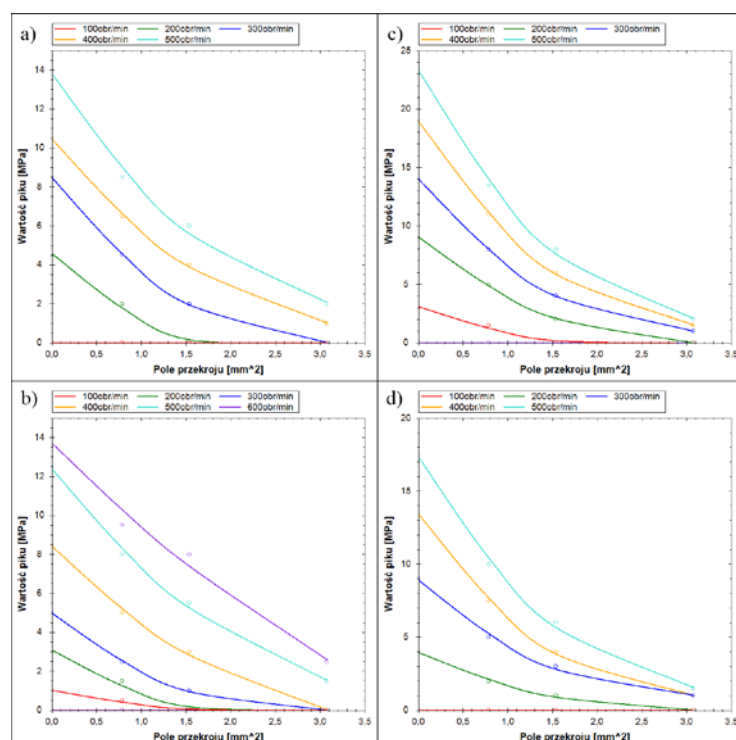 a)
100obr/min 200obr/min 300obr/min
400obr/min 500obr/min
Wartość piku [MPa]
14
12
10
8
6
4
2
0
0,0 0,5 1,0 1,5 2,0 2,5 3,0 3,5
Pole przekroju [mm^2]
c)
100obr/min 200obr/min 300obr/min
400obr/min 500obr/min
Wartość piku [MPa]
25
20
15
10
5
0
0,0 0,5 1,0 1,5 2,0 2,5 3,0 3,5
Pole przekroju [mm^2]
b)
100obr/min 200obr/min 300obr/min
400obr/min 500obr/min 600obr/min
Wartość piku [MPa]
14
12
10
8
6
4
2
0
0,0 0,5 1,0 1,5 2,0 2,5 3,0 3,5
Pole przekroju [mm^2]
d)
100obr/min 200obr/min 300obr/min
400obr/min 500obr/min
Wartość piku [MPa]
20
15
10
5
0
0,0 0,5 1,0 1,5 2,0 2,5 3,0 3,5
Pole przekroju [mm^2]